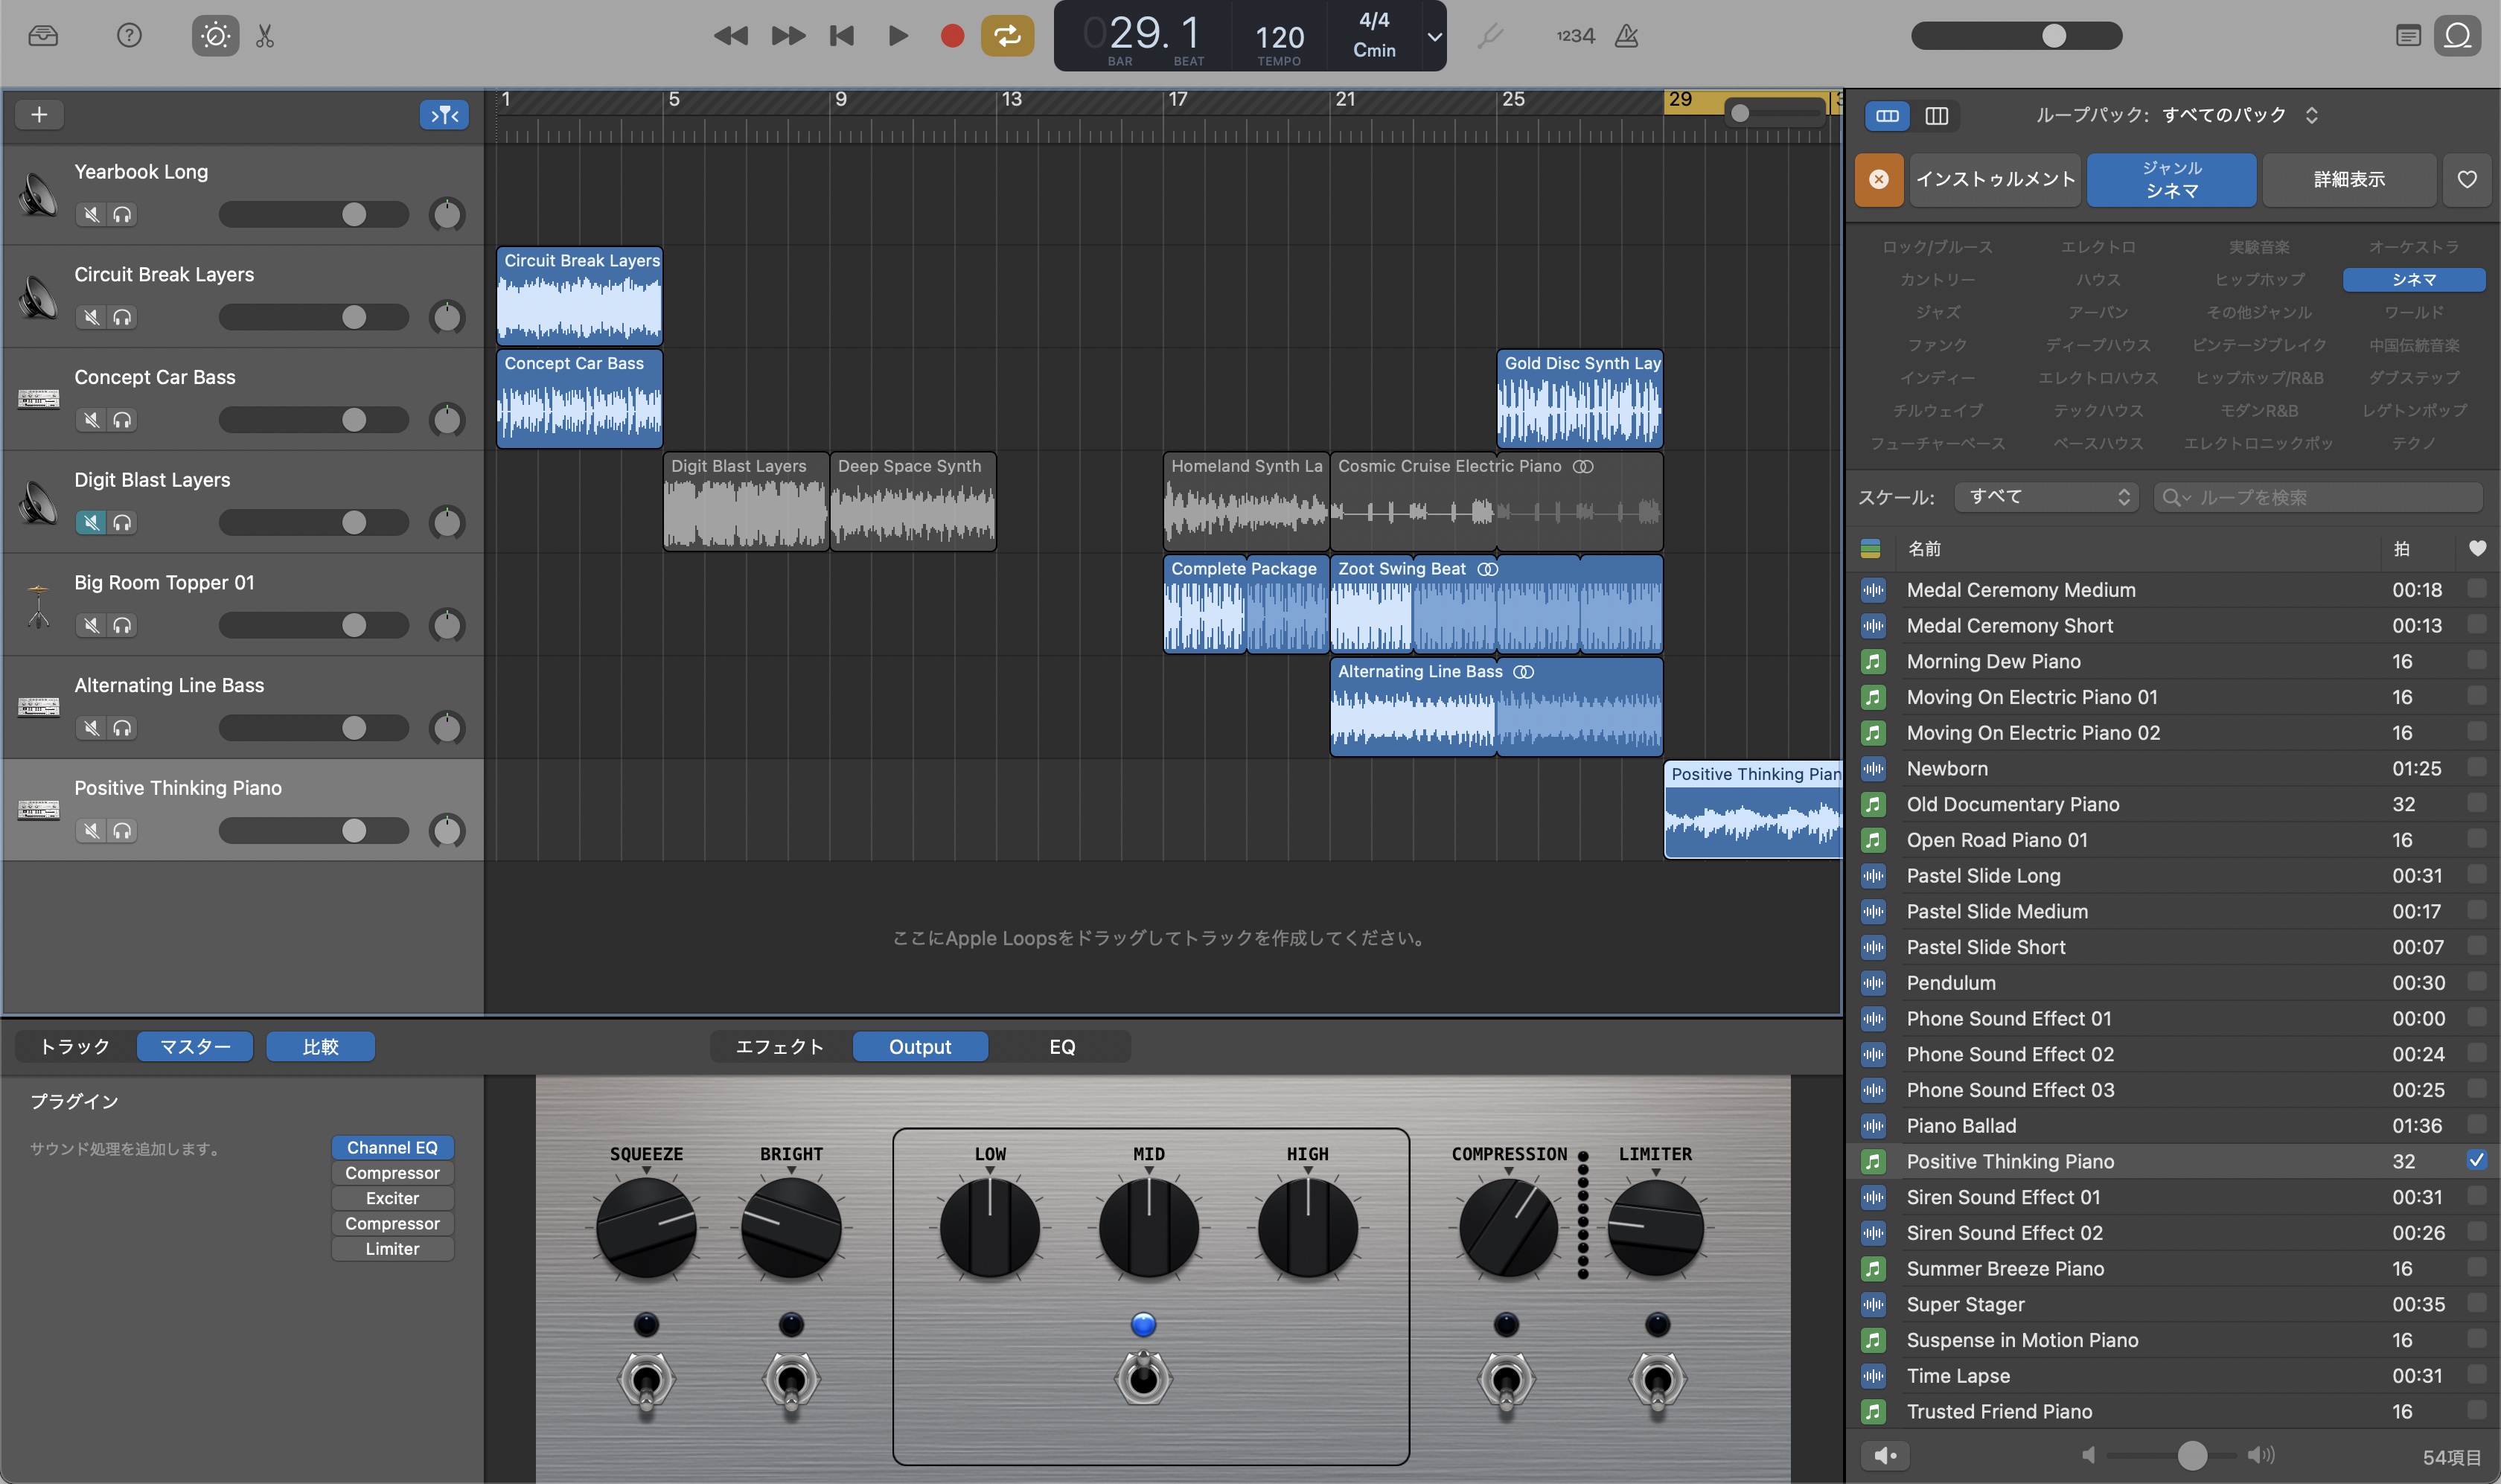 029. 1
BAR
BEAT
120
TEMPO
4/4
Cmin
1234
1
5
9
13
17
21
25
29
Yearbook Long
Circuit Break Layers
Concept Car Bass
Digit Blast Layers
Big Room Topper 01
Alternating Line Bass
Positive Thinking Piano
Circuit Break Layers
Concept Car Bass
Gold Disc Synth Lay
Digit Blast Layers
Deep Space Synth
Homeland Synth La
Cosmic Cruise Electric Piano
Complete Package
Zoot Swing Beat
Alternating Line Bass
Positive Thinking Pian
ここにApple Loopsをドラッグしてトラックを作成してください。
ループパック: すべてのパック
インストゥルメント
ジャンル
シネマ
詳細表示
ロック/ブルース エレクトロ 実験音楽 オーケストラ
カントリー ハウス ヒップホップ シネマ
ジャズ アーバン その他ジャンル ワールド
ファンク ディープハウス ビンテージブレイク 中国伝統音楽
インディー エレクトロハウス ヒップホップ/R&B ダブステップ
チルウェイブ テックハウス モダンR&B レゲトンポップ
フューチャーベース ベースハウス エレクトロニックポッ テクノ
スケール: すべて ループを検索
名前 拍
Medal Ceremony Medium 00:18
Medal Ceremony Short 00:13
Morning Dew Piano 16
Moving On Electric Piano 01 16
Moving On Electric Piano 02 16
Newborn 01:25
Old Documentary Piano 32
Open Road Piano 01 16
Pastel Slide Long 00:31
Pastel Slide Medium 00:17
Pastel Slide Short 00:07
Pendulum 00:30
Phone Sound Effect 01 00:00
Phone Sound Effect 02 00:24
Phone Sound Effect 03 00:25
Piano Ballad 01:36
Positive Thinking Piano 32
Siren Sound Effect 01 00:31
Siren Sound Effect 02 00:26
Summer Breeze Piano 16
Super Stager 00:35
Suspense in Motion Piano 16
Time Lapse 00:31
Trusted Friend Piano 16
54項目
トラック マスター 比較
エフェクト Output EQ
プラグイン
サウンド処理を追加します。
Channel EQ
Compressor
Exciter
Compressor
Limiter
SQUEEZE BRIGHT LOW MID HIGH COMPRESSION LIMITER